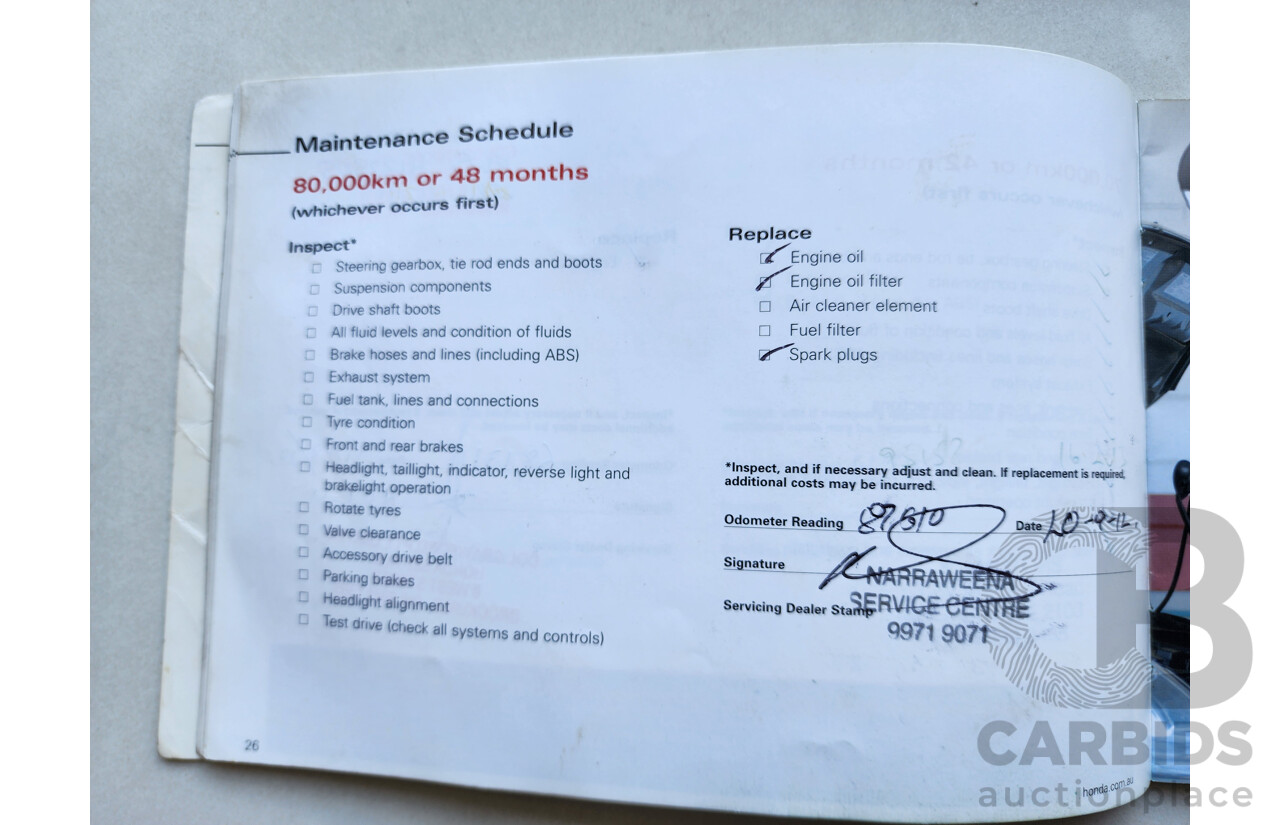 Maintenance Schedule
80,000km or 48 months
(whichever occurs first)
Inspect*
Steering gearbox, tie rod ends and boots
Suspension components
Drive shaft boots
All fluid levels and condition of fluids
Brake hoses and lines (including ABS)
Exhaust system
Fuel tank, lines and connections
Tyre condition
Front and rear brakes
Headlight, taillight, indicator, reverse light and
brakelight operation
Rotate tyres
Valve clearance
Accessory drive belt
Parking brakes
Headlight alignment
Test drive (check all systems and controls)
26
Replace
Engine oil
Engine oil filter
Air cleaner element
Fuel filter
Spark plugs
*Inspect, and if necessary adjust and clean. If replacement is required,
additional costs may be incurred.
Odometer Reading
Date
Signature
Servicing Dealer Stamp
NARRAWEENA
SERVICE CENTRE
9971 9071
honda.com.au
CB
CARBIDS
auctionplace